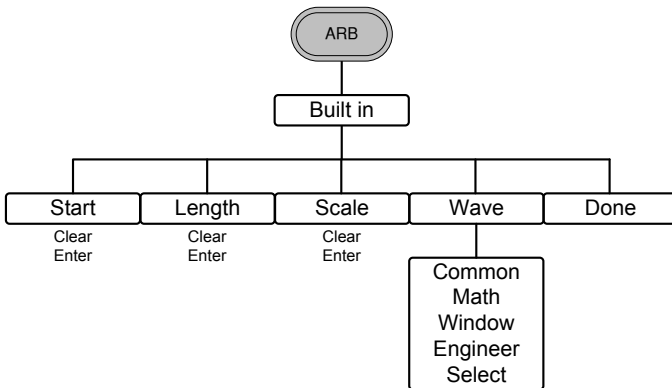 ARB
Built in
Start
Length
Scale
Wave
Done
Clear
Enter
Clear
Enter
Clear
Enter
Common
Math
Window
Engineer
Select